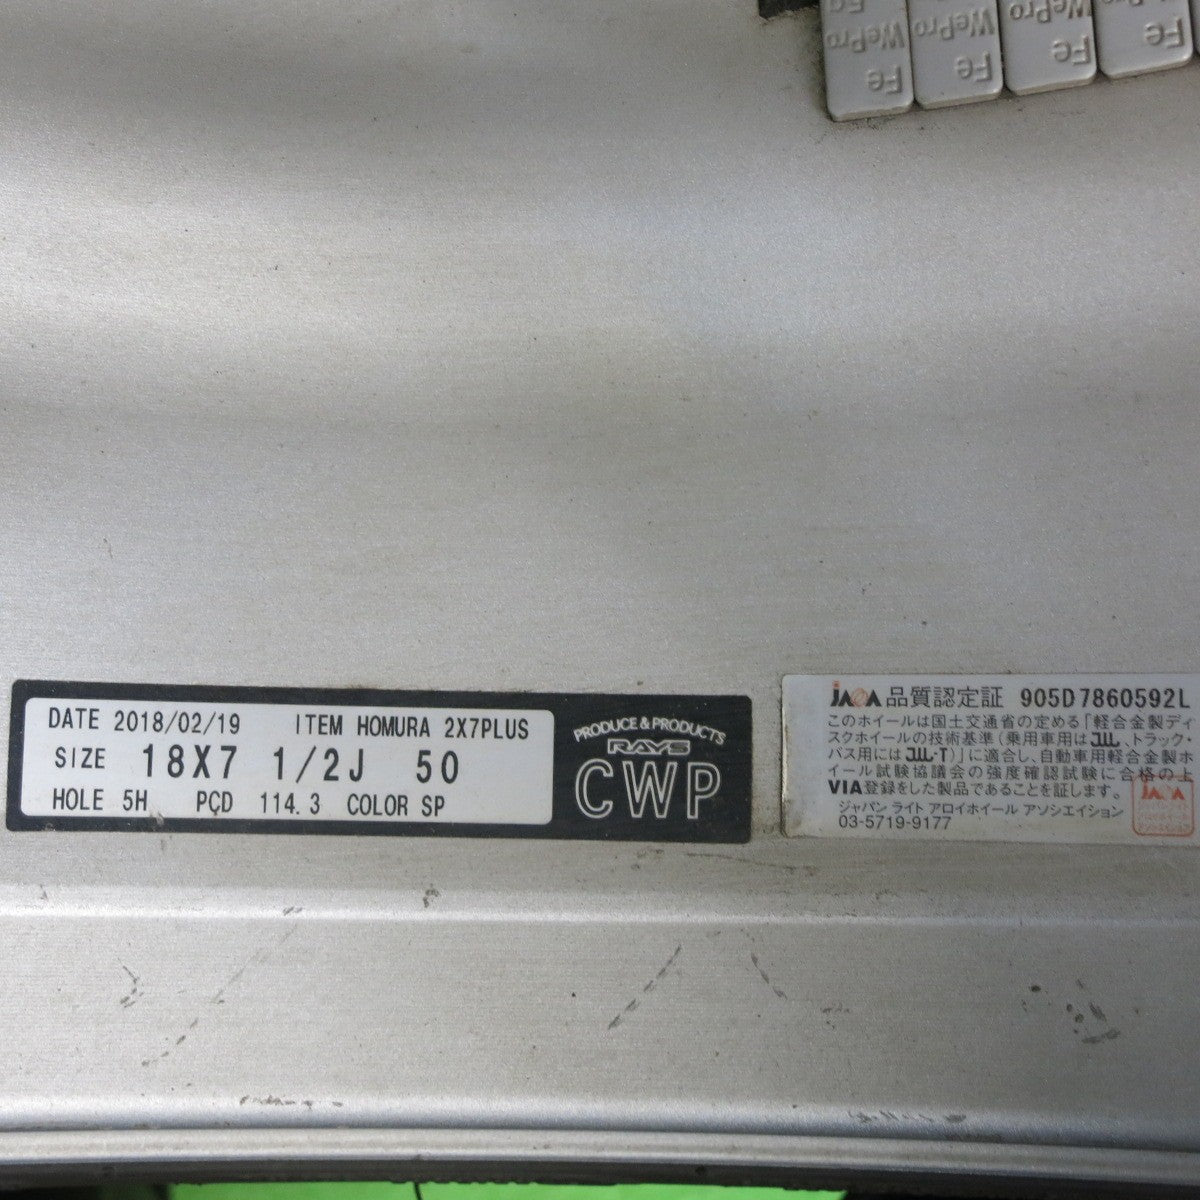 WePro WePro WePro
Fe Fe Fe Fe
DATE 2018/02/19 ITEM HOMURA 2X7PLUS
SIZE 18X7 1/2J 50
HOLE 5H PCD 114.3 COLOR SP
PRODUCE & PRODUCTS
RAYS
CWP
JAWA 品質認定証 905D7860592L
このホイールは国土交通省の定める「軽合金製ディ
スクホイールの技術基準(乗用車用はJWL、トラック・
バス用にはJWL-T)」に適合し、自動車用軽合金製ホ
イール試験協議会の強度確認試験に合格の上
VIA登録をした製品であることを証します。
ジャパン ライト アロイホイール アソシエイション
03-5719-9177
JAWA